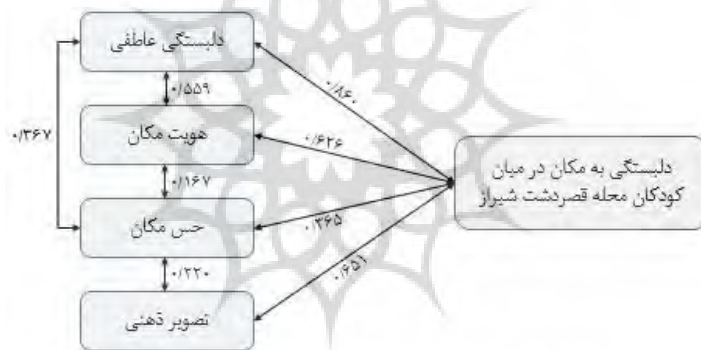 دلبستگی عاطفی
۰/۵۵۹
هویت مکان
۰/۱۶۷
حس مکان
۰/۲۲۰
تصویر ذهنی
۰/۳۶۷
۰/۸۶۰
۰/۶۲۶
۰/۳۶۵
۰/۶۵۱
دلبستگی به مکان در میان
کودکان محله قصردشت شیراز